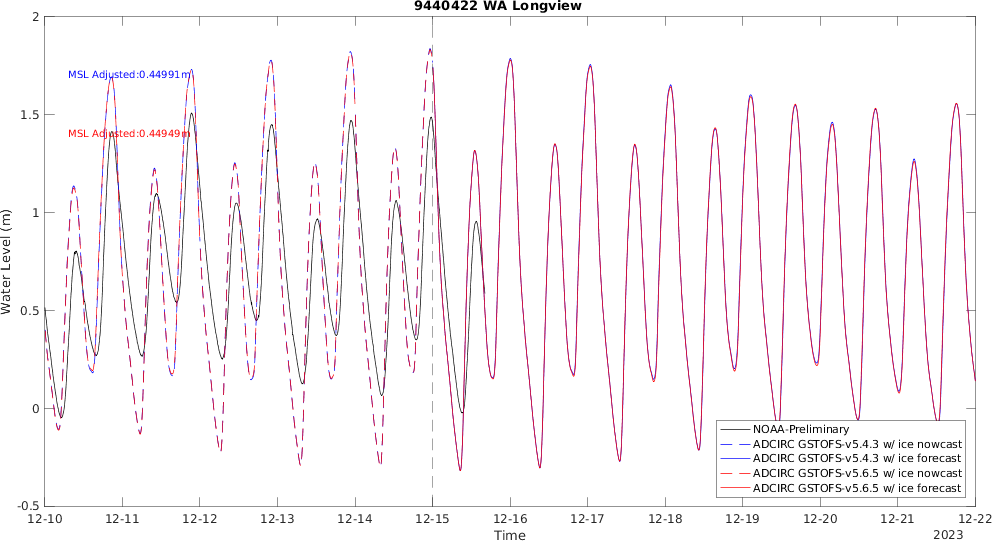 9440422 WA Longview
2
MSL Adjusted:0.44991m
1.5
MSL Adjusted:0.44949m
1
Water Level (m)
0.5
0
-0.5
NOAA-Preliminary
ADCIRC GSTOFS-v5.4.3 w/ ice nowcast
ADCIRC GSTOFS-v5.4.3 w/ ice forecast
ADCIRC GSTOFS-v5.6.5 w/ ice nowcast
ADCIRC GSTOFS-v5.6.5 w/ ice forecast
12-10 12-11 12-12 12-13 12-14 12-15 12-16 12-17 12-18 12-19 12-20 12-21 12-22
Time
2023